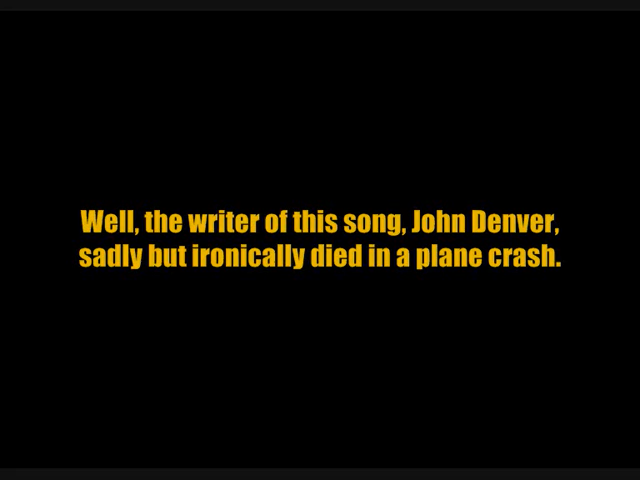 Well, the writer of this song, John Denver,
sadly but ironically died in a plane crash.